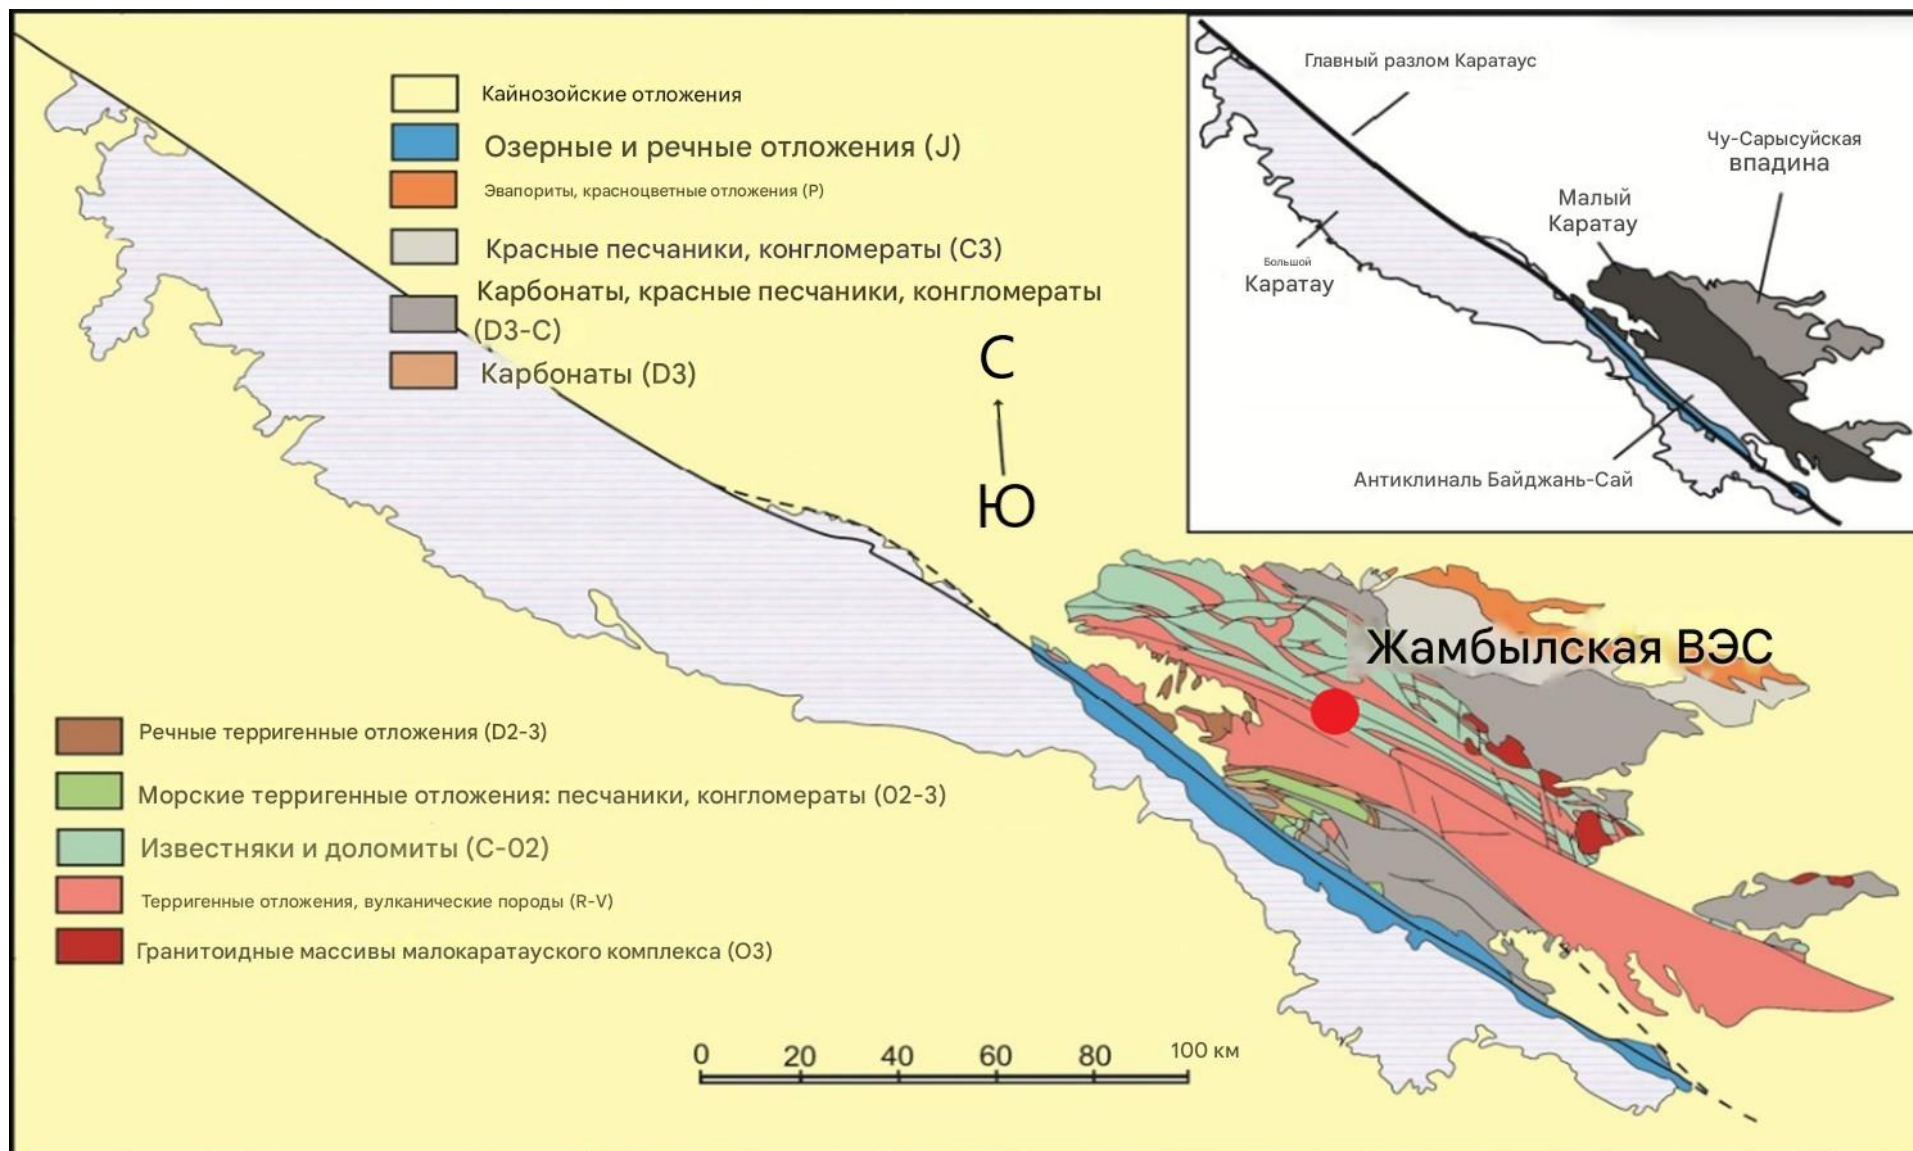 Кайнозойские отложения
Озерные и речные отложения (J)
Эвапориты, красноцветные отложения (P)
Красные песчаники, конгломераты (C3)
Карбонаты, красные песчаники, конгломераты
(D3-C)
Карбонаты (D3)
С
Ю
Главный разлом Каратаус
Чу-Сарысуйская
впадина
Малый
Каратау
Большой
Каратау
Антиклиналь Байджань-Сай
Жамбылская ВЭС
Речные терригенные отложения (D2-3)
Морские терригенные отложения: песчаники, конгломераты (02-3)
Известняки и доломиты (С-02)
Терригенные отложения, вулканические породы (R-V)
Гранитоидные массивы малокаратауского комплекса (O3)
0 20 40 60 80 100 км